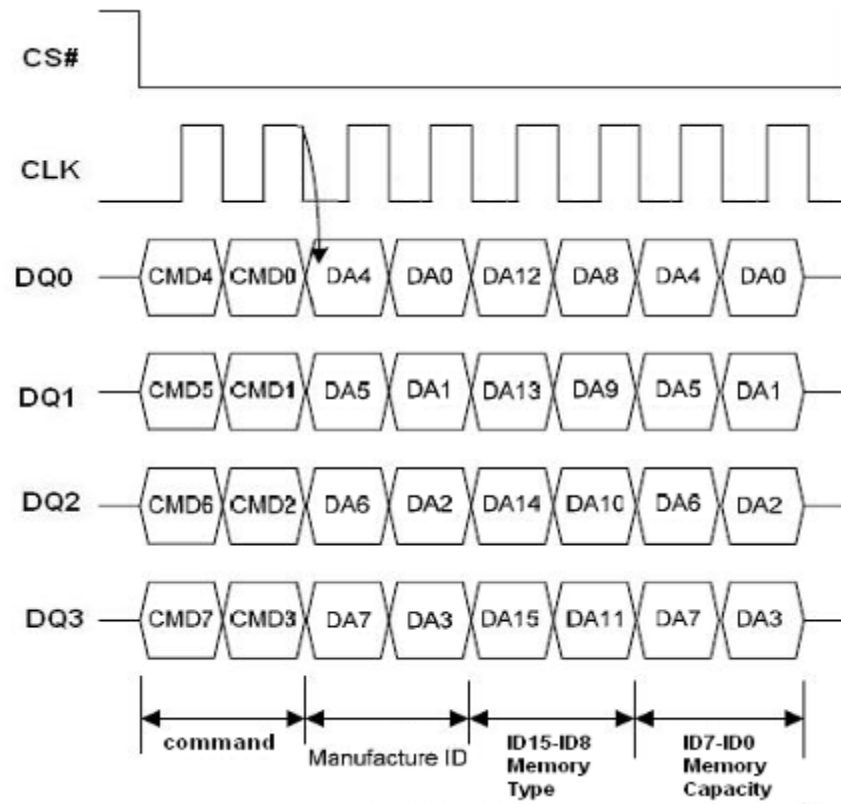 CS#
CLK
DQ0 CMD4 CMD0 DA4 DA0 DA12 DA8 DA4 DA0
DQ1 CMD5 CMD1 DA5 DA1 DA13 DA9 DA5 DA1
DQ2 CMD6 CMD2 DA6 DA2 DA14 DA10 DA6 DA2
DQ3 CMD7 CMD3 DA7 DA3 DA15 DA11 DA7 DA3
command
Manufacture ID
ID15-ID8
Memory
Type
ID7-ID0
Memory
Capacity